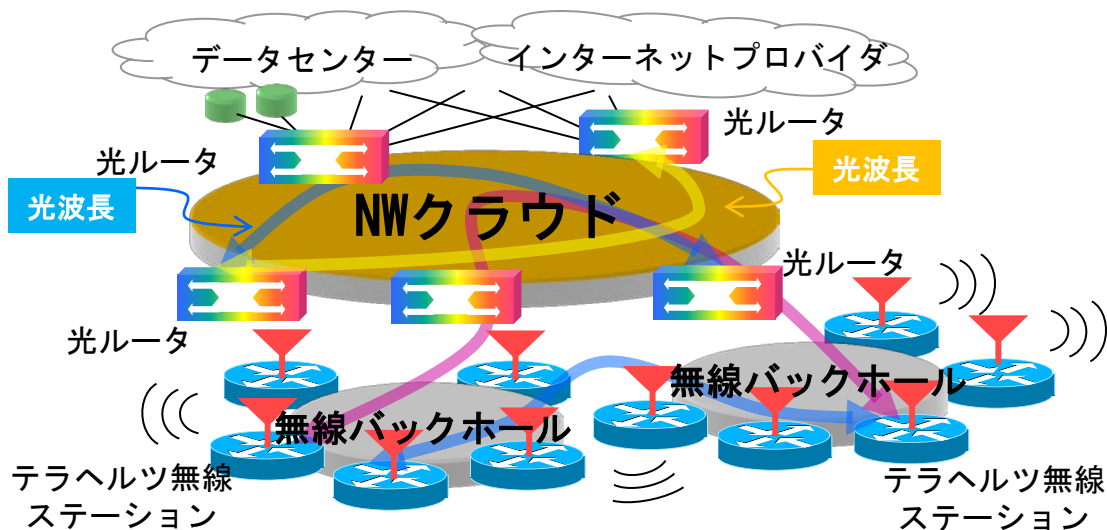 データセンター
インターネットプロバイダ
光ルータ
光ルータ
光波長
光波長
NWクラウド
光ルータ
光ルータ
無線バックホール
無線バックホール
テラヘルツ無線
ステーション
テラヘルツ無線
ステーション